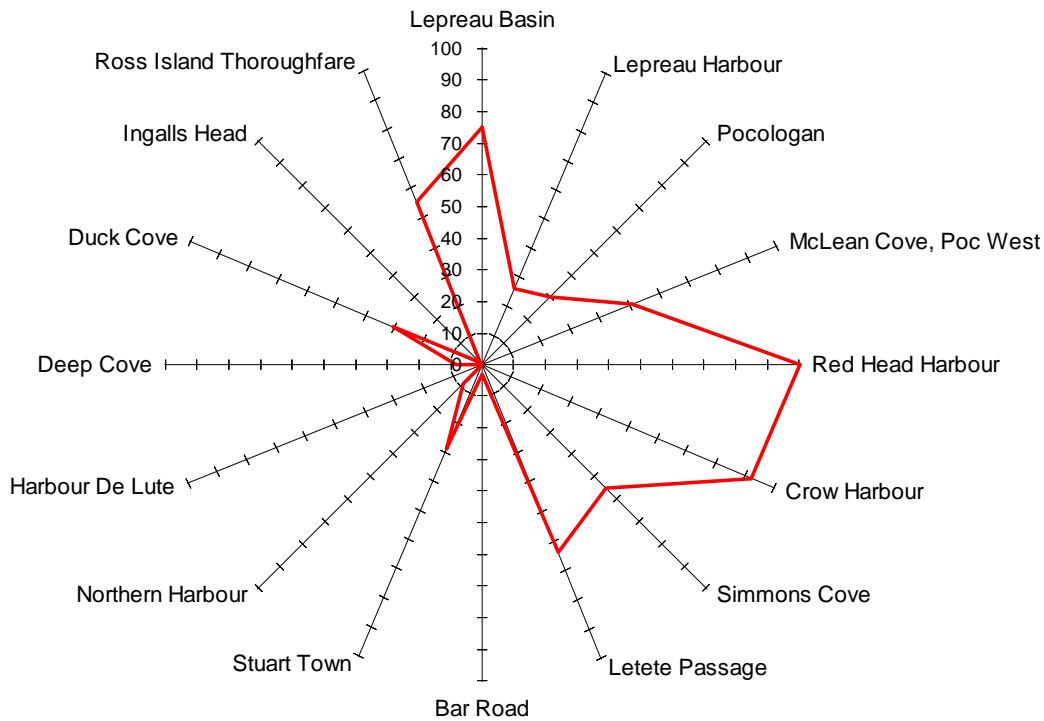 Lepreau Basin
100
90
80
70
60
50
40
30
20
10
0
Lepreau Harbour
Pocologan
McLean Cove, Poc West
Red Head Harbour
Crow Harbour
Simmons Cove
Letete Passage
Bar Road
Stuart Town
Northern Harbour
Harbour De Lute
Deep Cove
Duck Cove
Ingalls Head
Ross Island Thoroughfare